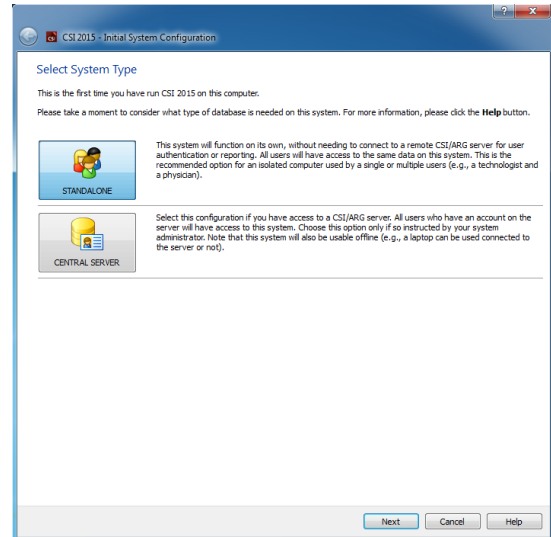 CSI 2015 - Initial System Configuration
Select System Type
This is the first time you have run CSI 2015 on this computer.
Please take a moment to consider what type of database is needed on this system. For more information, please click the Help button.
This system will function on its own, without needing to connect to a remote CSI/ARG server for user
authentication or reporting. All users will have access to the same data on this system. This is the
recommended option for an isolated computer used by a single or multiple users (e.g., a technologist and
a physician).
STANDALONE
Select this configuration if you have access to a CSI/ARG server. All users who have an account on the
server will have access to this system. Choose this option only if so instructed by your system
administrator. Note that this system will also be usable offline (e.g., a laptop can be used connected to
the server or not).
CENTRAL SERVER
Next
Cancel
Help